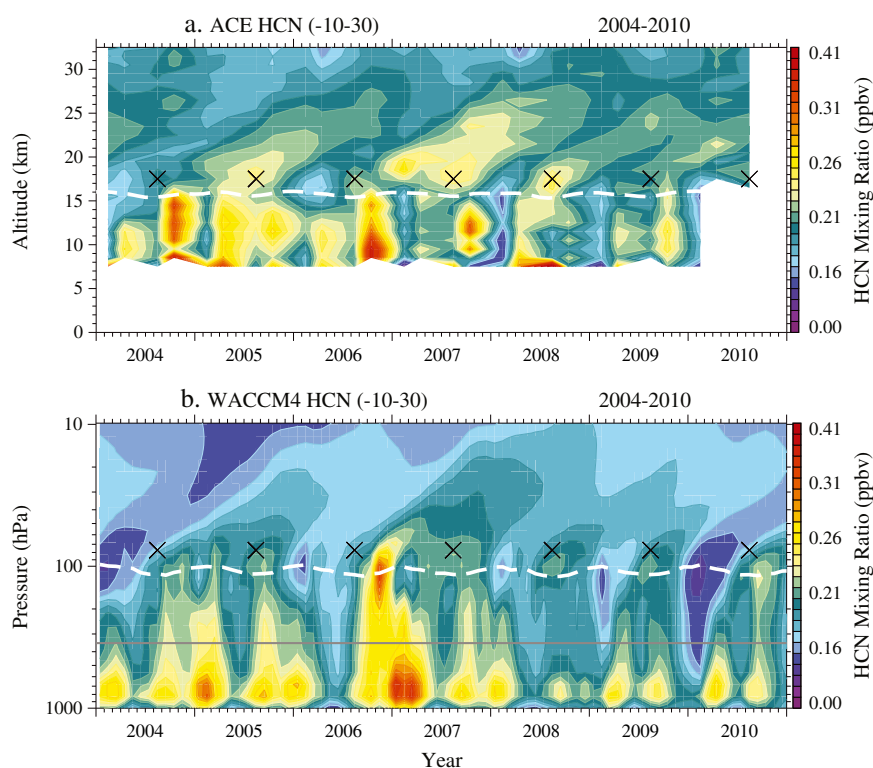 a. ACE HCN (-10-30) 2004-2010
30
25
20
15
10
5
0
Altitude (km)
2004 2005 2006 2007 2008 2009 2010
0.41
0.31
0.26
0.21
0.16
0.00
HCN Mixing Ratio (ppbv)
b. WACCM4 HCN (-10-30) 2004-2010
10
100
1000
Pressure (hPa)
2004 2005 2006 2007 2008 2009 2010
Year
0.41
0.31
0.26
0.21
0.16
0.00
HCN Mixing Ratio (ppbv)